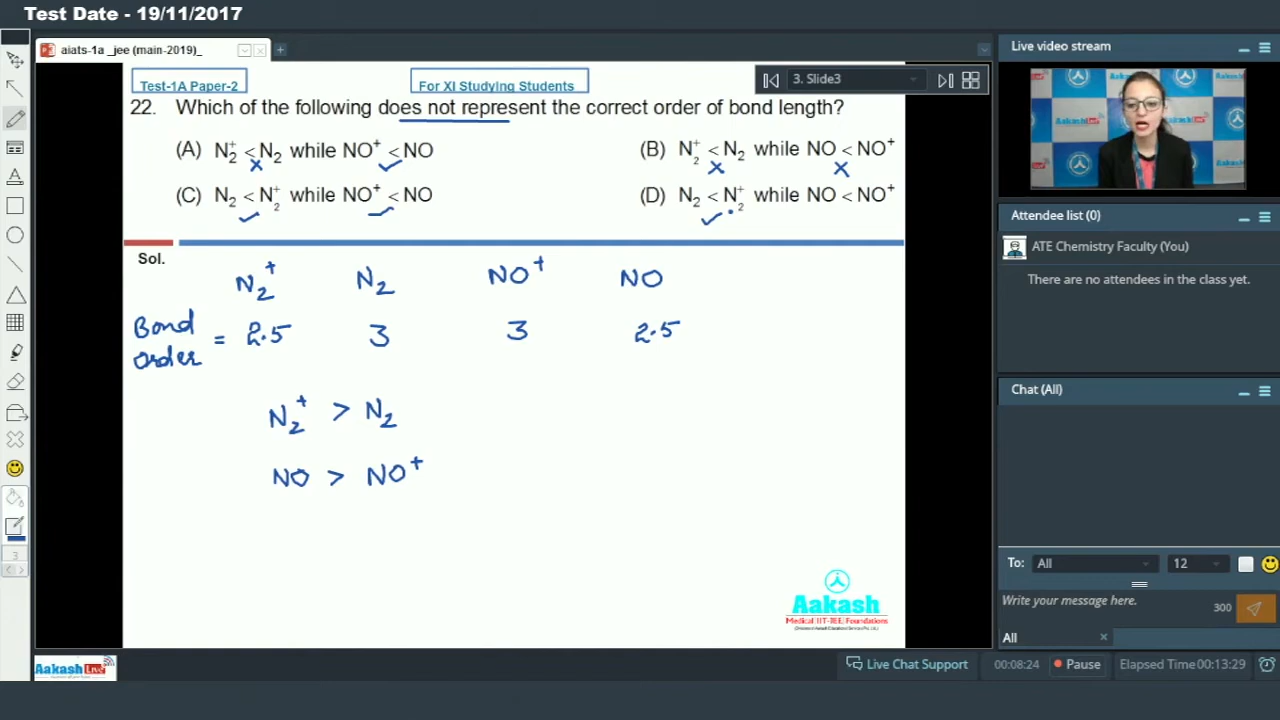 Test Date - 19/11/2017
aiats-1a _jee (main-2019)_
Live video stream
Test-1A Paper-2
For XI Studying Students
3. Slide3
22. Which of the following does not represent the correct order of bond length?
(A) N₂⁺ < N₂ while NO⁺ < NO
(B) N₂⁺ < N₂ while NO < NO⁺
(C) N₂ < N₂⁺ while NO⁺ < NO
(D) N₂ < N₂⁺ while NO < NO⁺
Aakash
Attendee list (0)
ATE Chemistry Faculty (You)
There are no attendees in the class yet.
Sol.
N₂⁺ N₂ NO⁺ NO
Bond order = 2.5 3 3 2.5
N₂⁺ > N₂
NO > NO⁺
Chat (All)
To: All 12
Write your message here. 300
All
3
Aakash
Medical|IIT-JEE|Foundations
Aakash Live
Live Chat Support
00:08:24
Pause
Elapsed Time 00:13:29